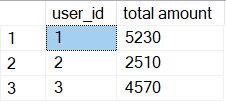 user_id total amount
1 1 5230
2 2 2510
3 3 4570